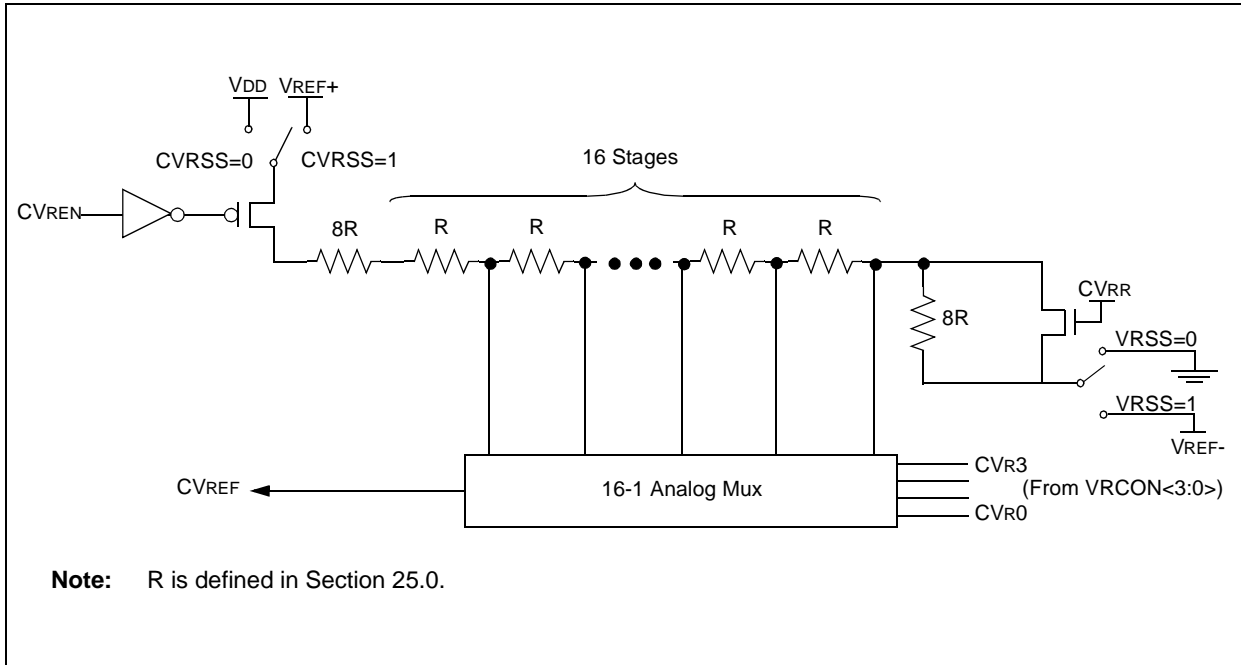 VDD VREF+
CVRSS=0 CVRSS=1
16 Stages
CVREN
8R R R R R
CVRR
8R
VRSS=0
VRSS=1
VREF-
CVREF
16-1 Analog Mux
CVR3
(From VRCON<3:0>)
CVR0
Note: R is defined in Section 25.0.